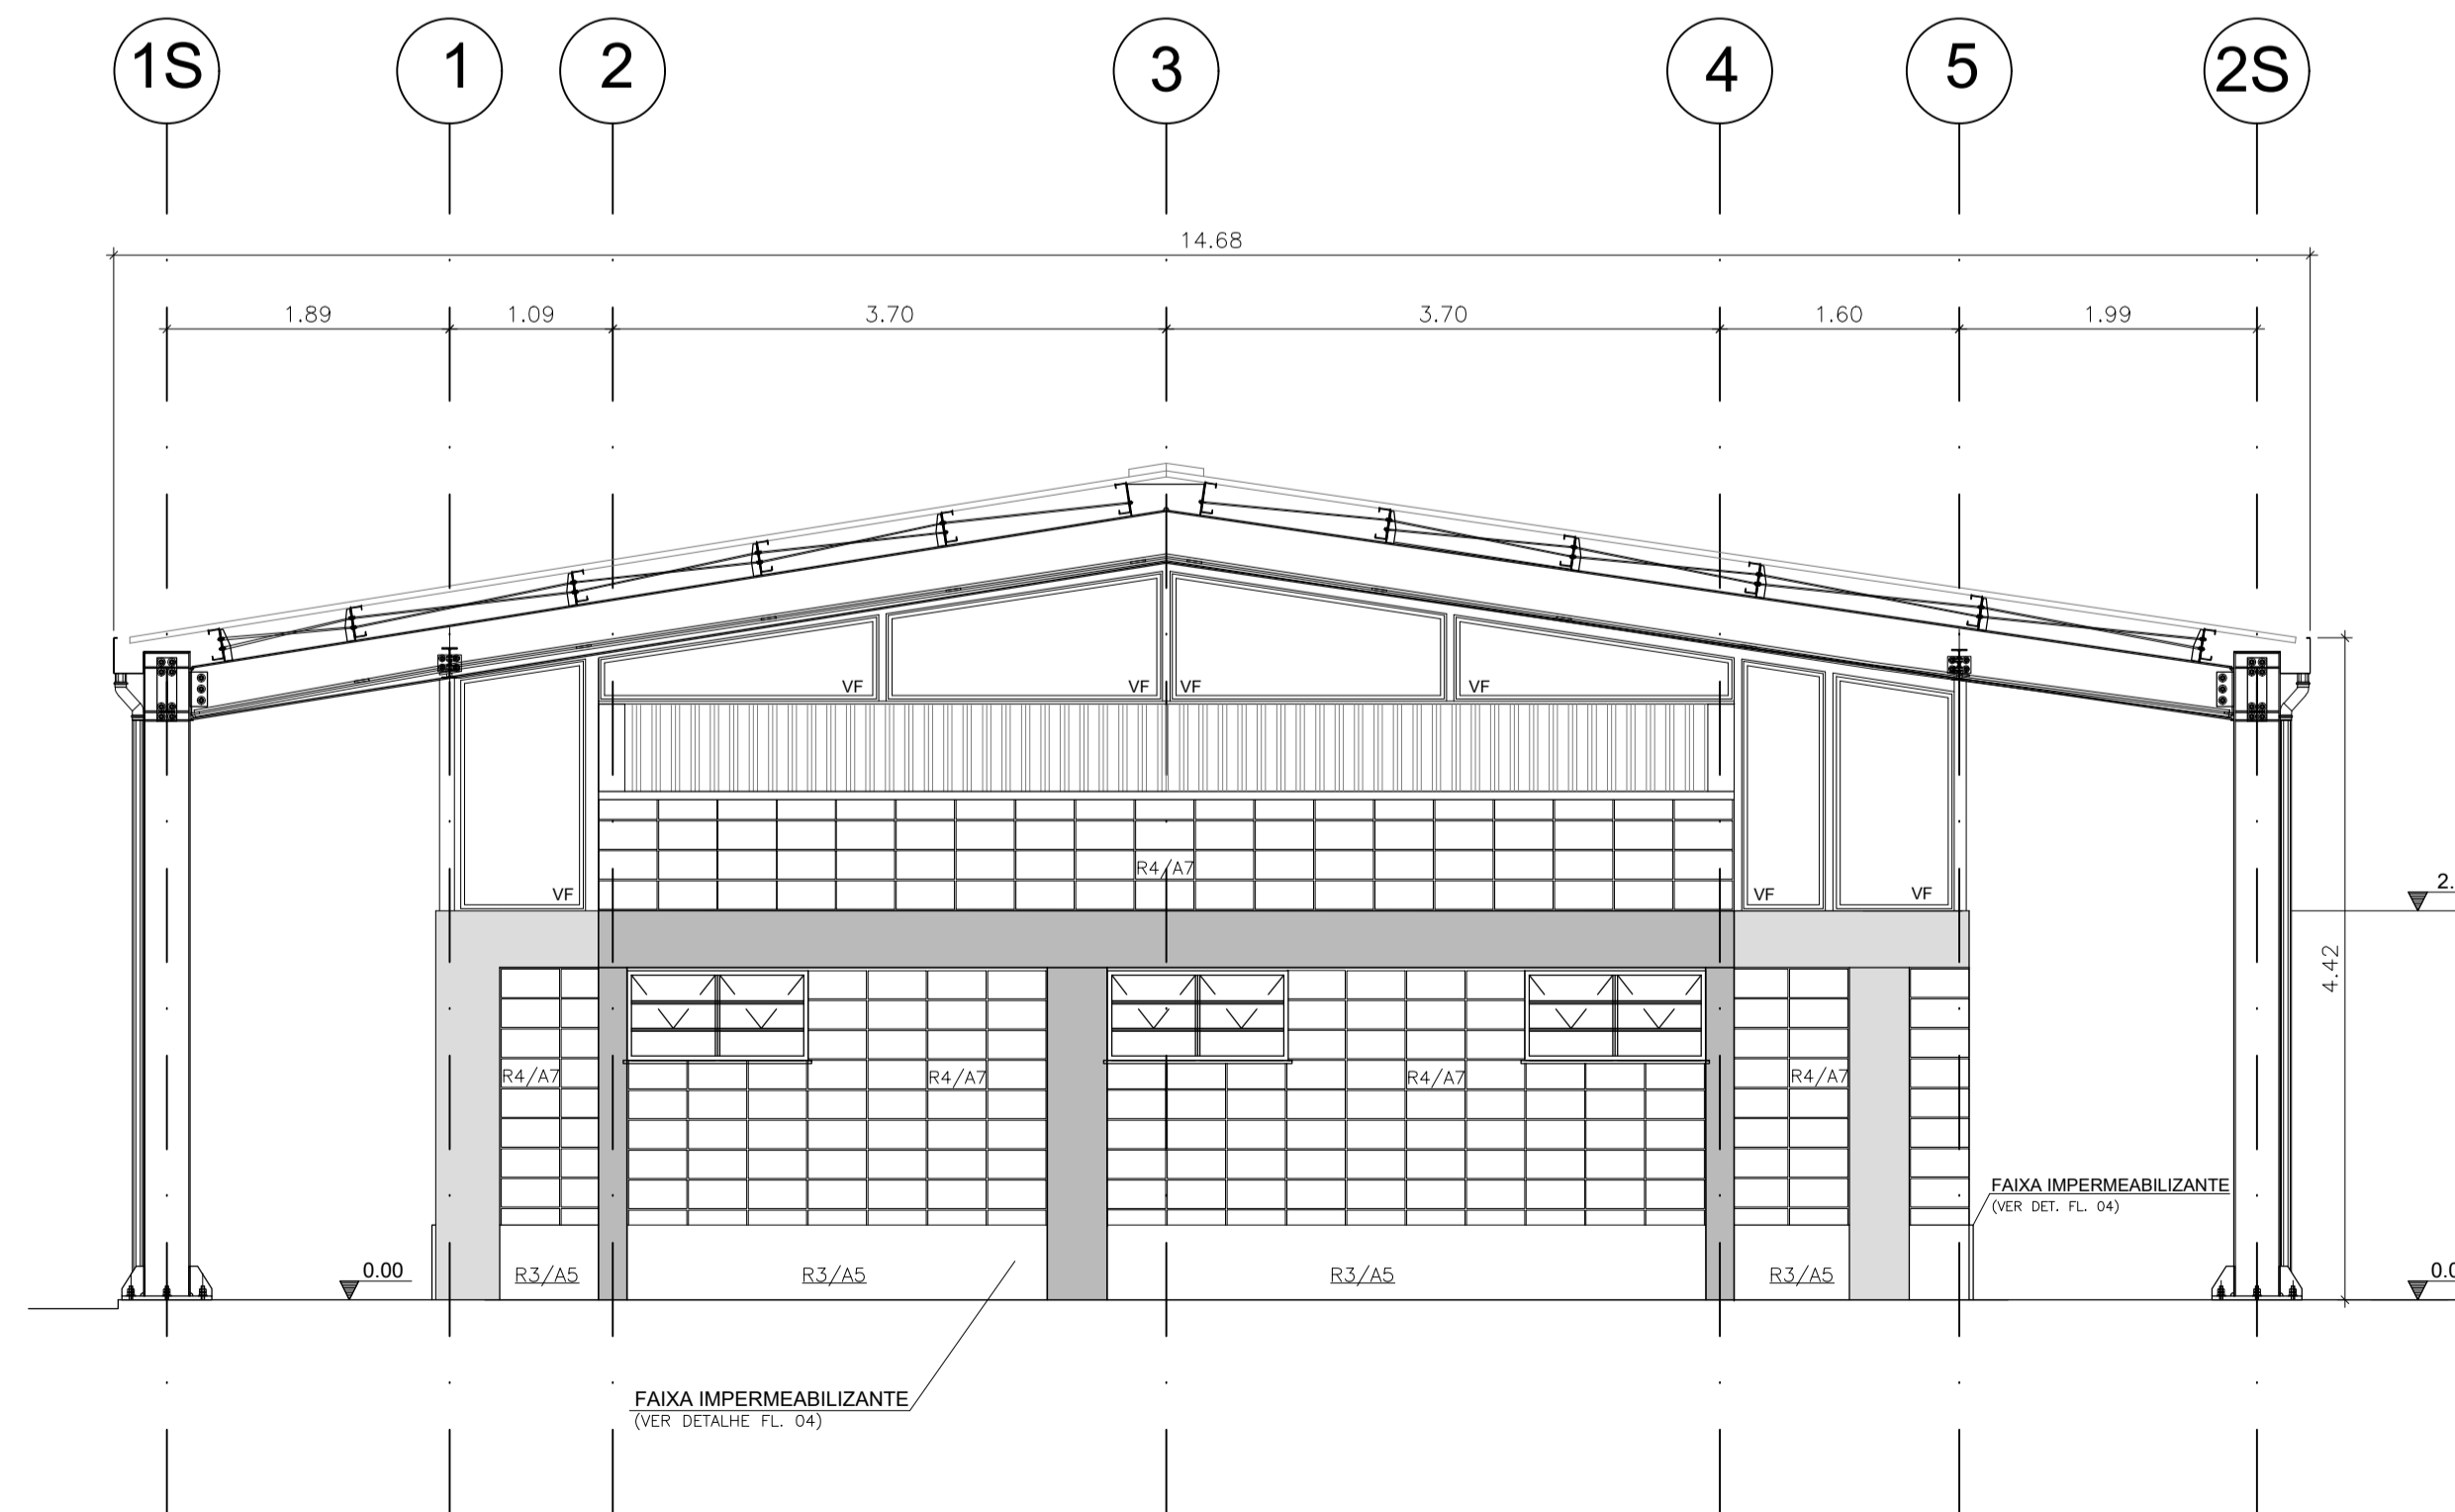 1S 1 2 3 4 5 2S
14.68
1.89 1.09 3.70 3.70 1.60 1.99
VF VF VF VF
R4/A7
VF VF VF
2.
4.42
R4/A7 R4/A7 R4/A7 R4/A7
FAIXA IMPERMEABILIZANTE
(VER DET. FL. 04)
0.00 R3/A5 R3/A5 R3/A5 R3/A5 0.0
FAIXA IMPERMEABILIZANTE
(VER DETALHE FL. 04)